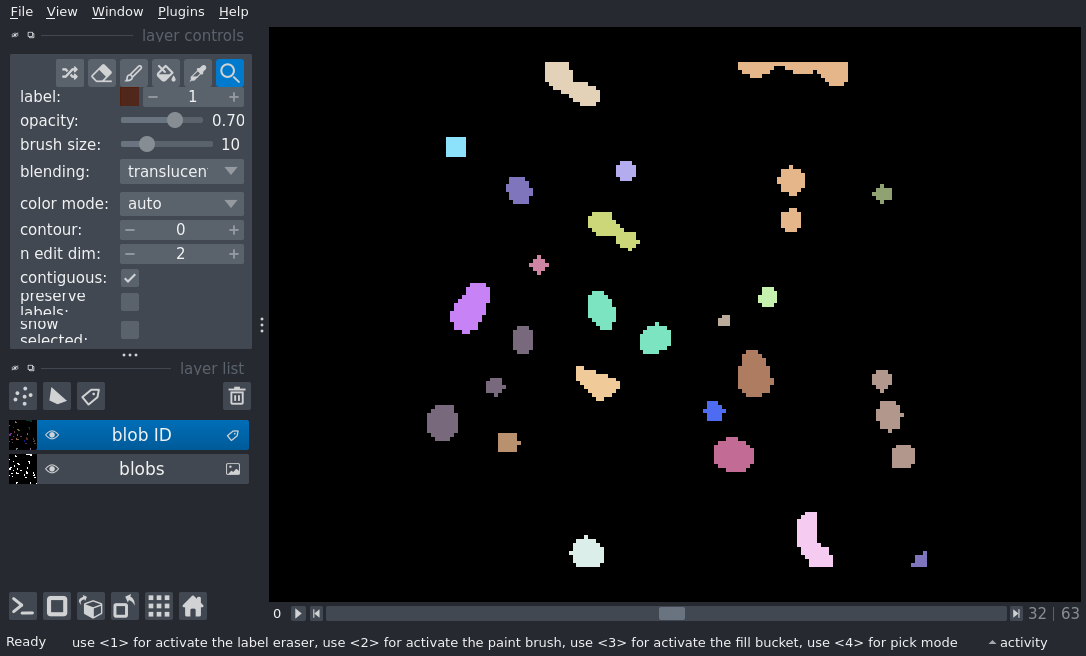 File View Window Plugins Help
layer controls
label: 1
opacity: 0.70
brush size: 10
blending: translucen
color mode: auto
contour: 0
n edit dim: 2
contiguous:
preserve
labels:
show
selected:
layer list
blob ID
blobs
0 32 63
Ready use <1> for activate the label eraser, use <2> for activate the paint brush, use <3> for activate the fill bucket, use <4> for pick mode activity